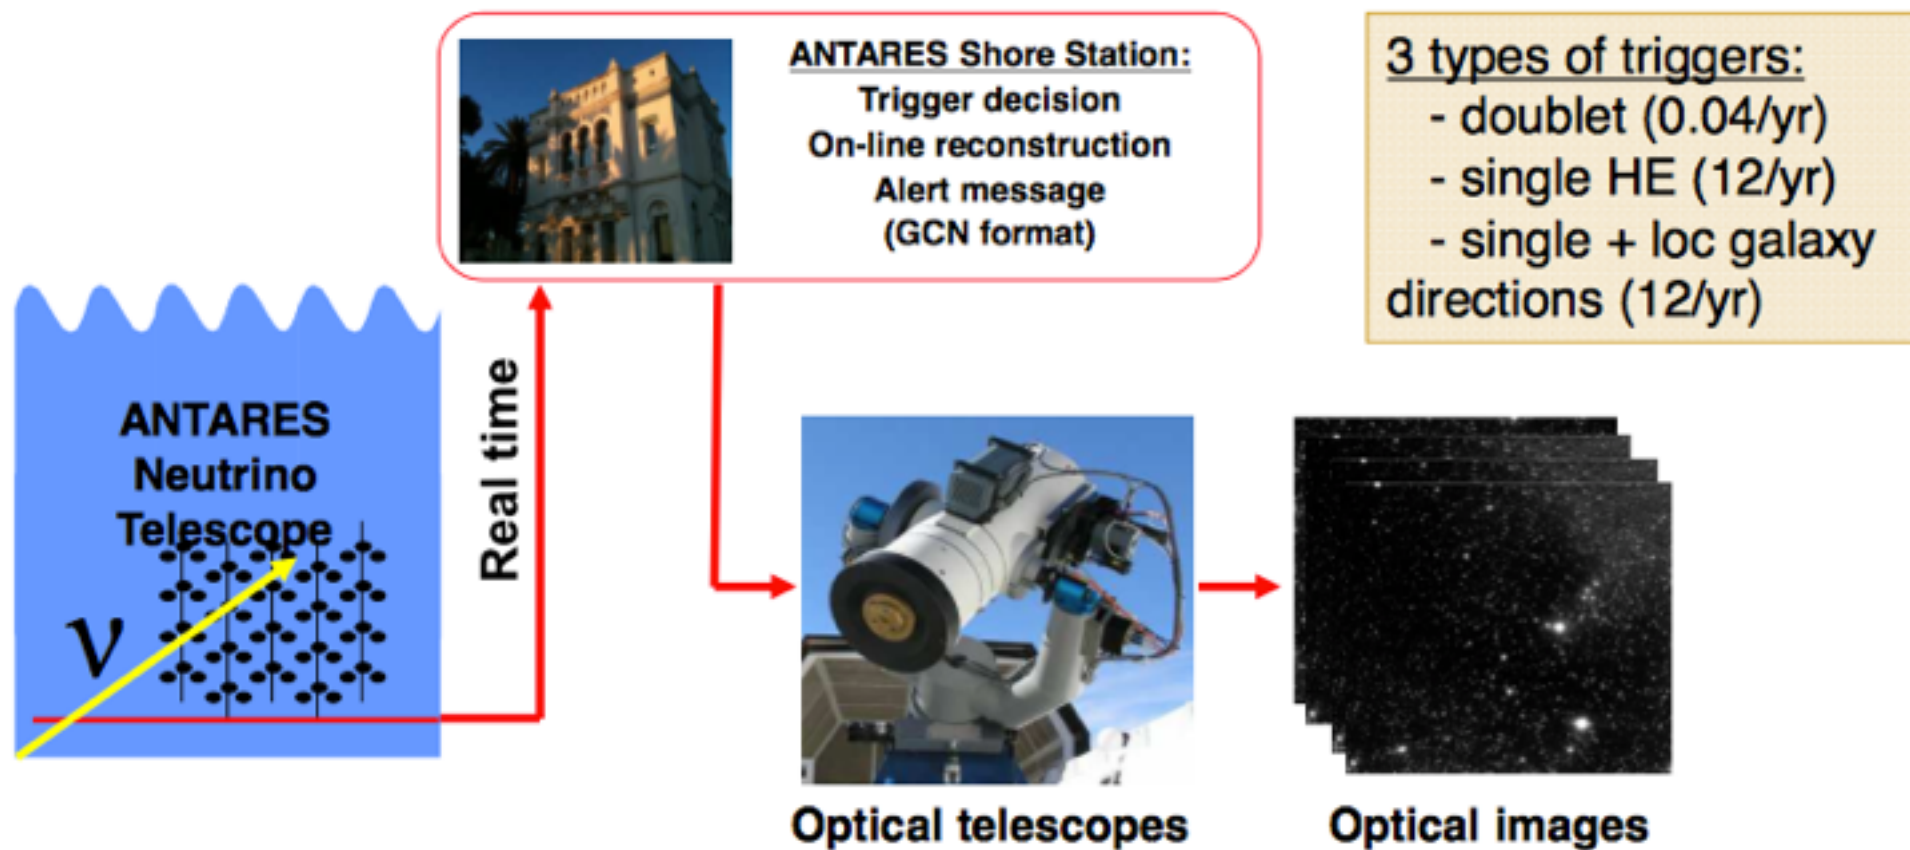 ANTARES Shore Station:
Trigger decision
On-line reconstruction
Alert message
(GCN format)
3 types of triggers:
- doublet (0.04/yr)
- single HE (12/yr)
- single + loc galaxy
directions (12/yr)
ANTARES
Neutrino
Telescope
ν
Real time
Optical telescopes
Optical images